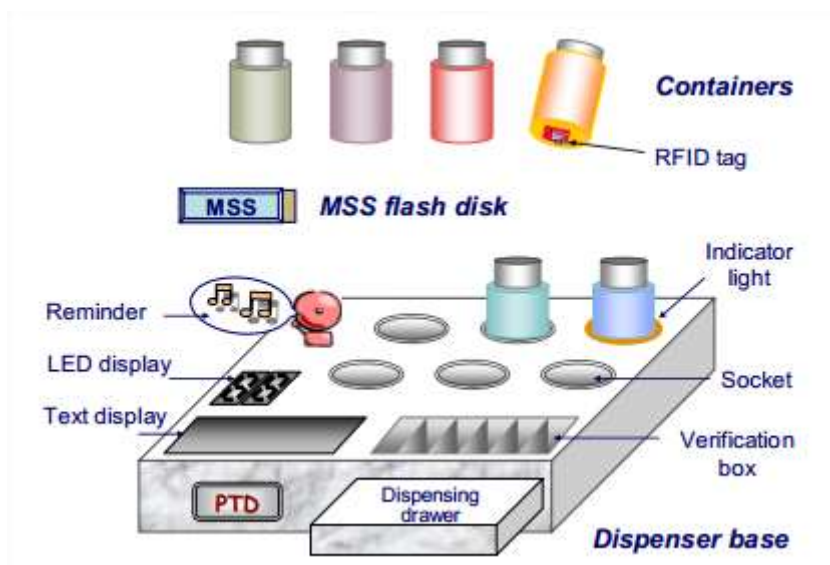 Containers
RFID tag
MSS
MSS flash disk
Indicator
light
Reminder
LED display
Socket
Text display
Verification
box
PTD
Dispensing
drawer
Dispenser base